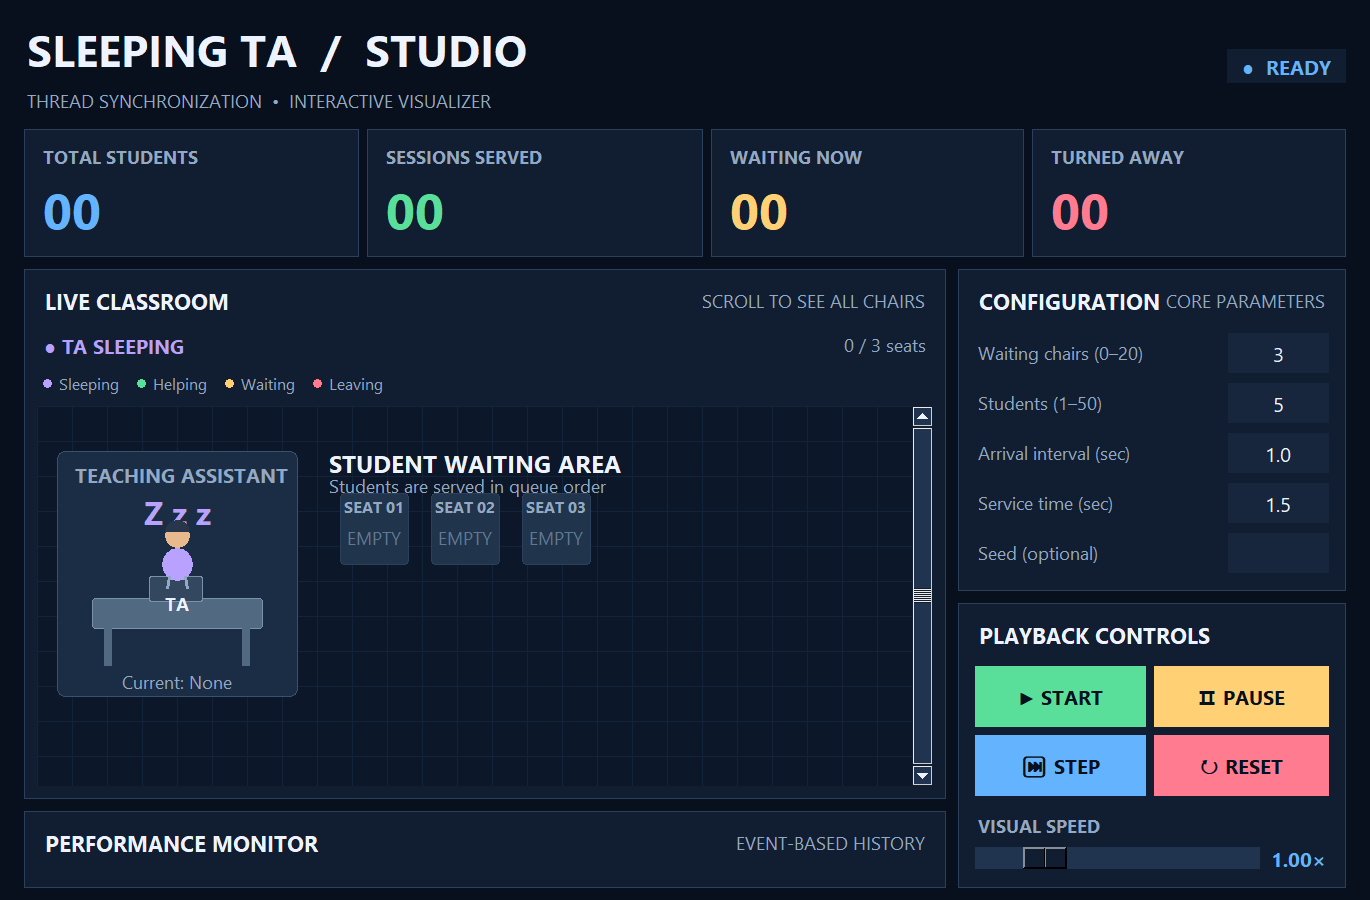 SLEEPING TA / STUDIO
● READY
THREAD SYNCHRONIZATION • INTERACTIVE VISUALIZER
TOTAL STUDENTS
00
SESSIONS SERVED
00
WAITING NOW
00
TURNED AWAY
00
LIVE CLASSROOM
SCROLL TO SEE ALL CHAIRS
● TA SLEEPING
0 / 3 seats
Sleeping
Helping
Waiting
Leaving
TEACHING ASSISTANT
Z z z
TA
Current: None
STUDENT WAITING AREA
Students are served in queue order
SEAT 01
EMPTY
SEAT 02
EMPTY
SEAT 03
EMPTY
PERFORMANCE MONITOR
EVENT-BASED HISTORY
CONFIGURATION
CORE PARAMETERS
Waiting chairs (0–20)
3
Students (1–50)
5
Arrival interval (sec)
1.0
Service time (sec)
1.5
Seed (optional)
PLAYBACK CONTROLS
▶ START
⏸ PAUSE
⏭ STEP
↻ RESET
VISUAL SPEED
1.00×